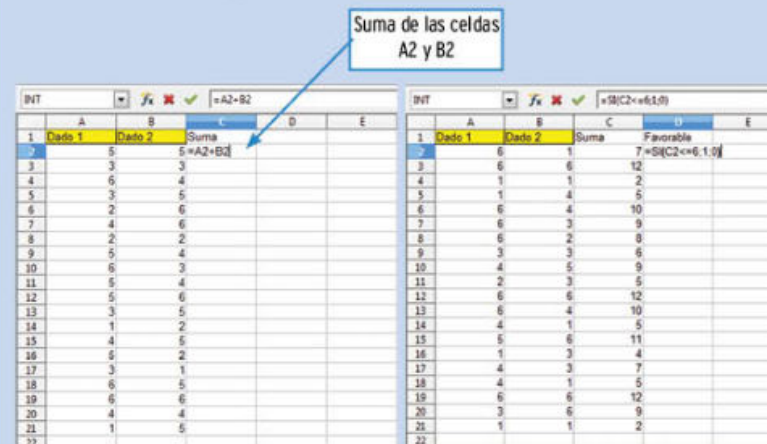 Suma de las celdas
A2 y B2
INT fx =A2+B2
A B C D E
1 Dado 1 Dado 2 Suma
2 5 5 =A2+B2
3 3 3
4 6 4
5 3 5
6 2 6
7 4 6
8 2 2
9 5 4
10 6 3
11 5 4
12 5 6
13 3 5
14 1 2
15 4 5
16 5 2
17 3 1
18 6 5
19 6 6
20 4 4
21 1 5
22
INT fx =SI(C2<=6;1;0)
A B C D E
1 Dado 1 Dado 2 Suma Favorable
2 6 1 7 =SI(C2<=6;1;0)
3 6 6 12
4 1 1 2
5 1 4 5
6 6 4 10
7 6 3 9
8 6 2 8
9 3 3 6
10 4 5 9
11 2 3 5
12 6 6 12
13 6 4 10
14 4 1 5
15 5 6 11
16 1 3 4
17 4 3 7
18 4 1 5
19 6 6 12
20 3 6 9
21 1 1 2
22